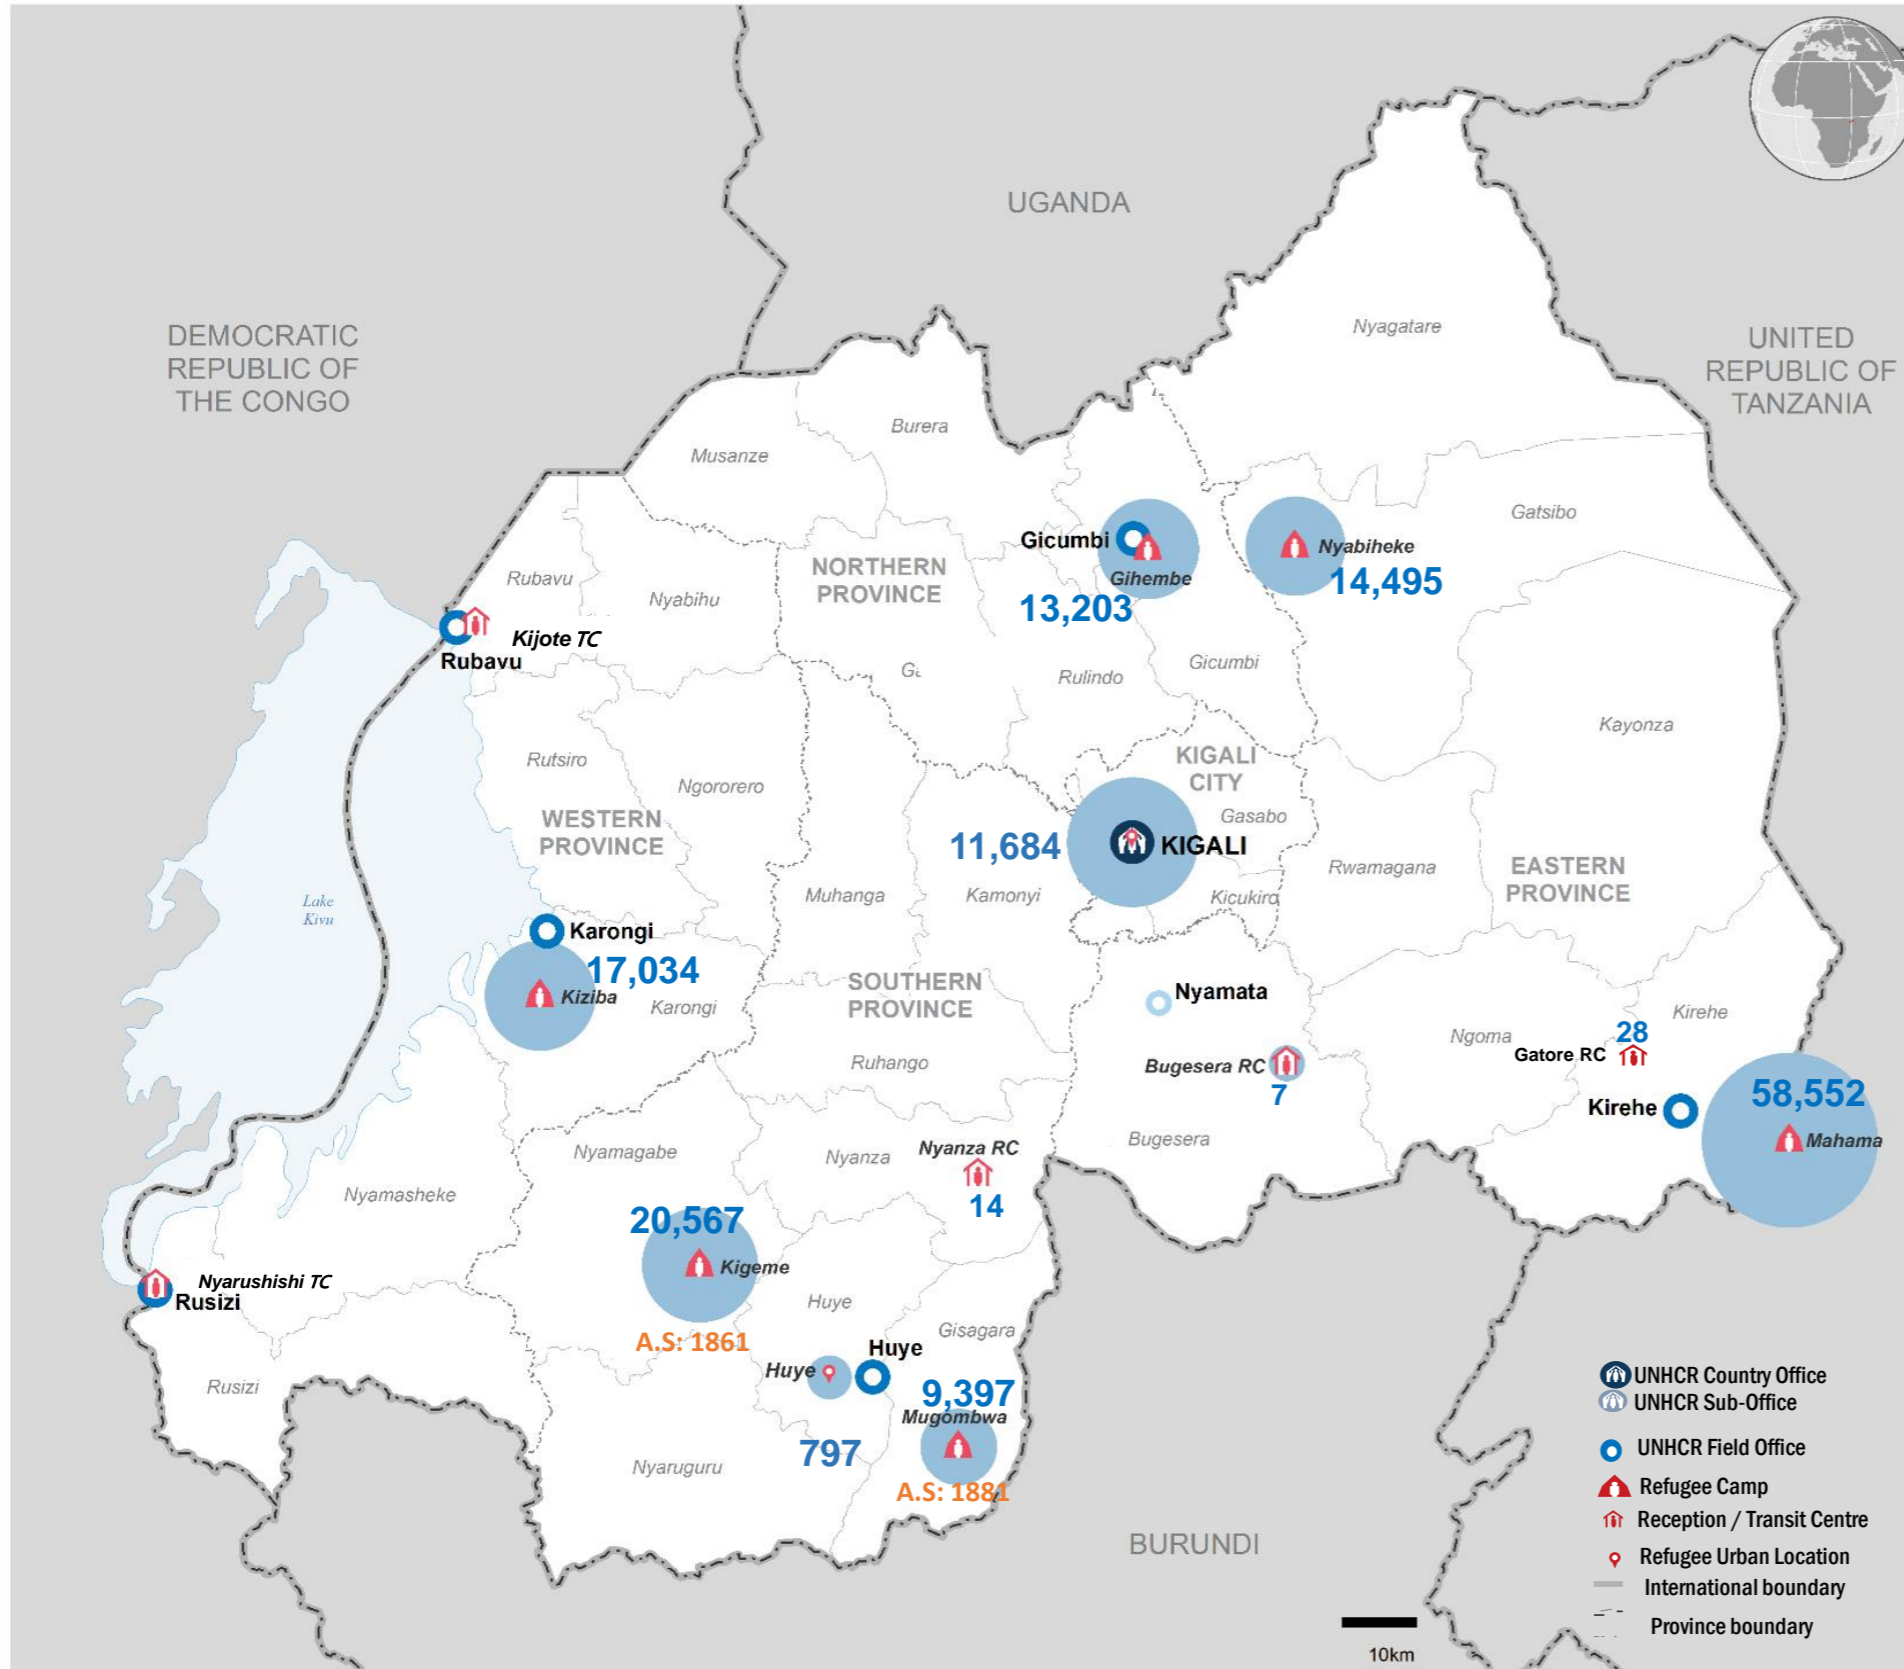 UGANDA
DEMOCRATIC
REPUBLIC OF
THE CONGO
UNITED
REPUBLIC OF
TANZANIA
Nyagatare
Burera
Musanze
Gatsibo
Gicumbi
Gihembe
13,203
Nyabiheke
14,495
NORTHERN
PROVINCE
Rubavu
Nyabihu
Kijote TC
Rubavu
Rulindo
Gicumbi
Kayonza
Rutsiro
Ngororero
KIGALI
CITY
Gasabo
WESTERN
PROVINCE
11,684
KIGALI
Rwamagana
EASTERN
PROVINCE
Muhanga
Kamonyi
Kicukiro
Lake
Kivu
Karongi
17,034
Kiziba
Karongi
SOUTHERN
PROVINCE
Nyamata
Ngoma
Kirehe
28
Gatore RC
Ruhango
Bugesera RC
7
Kirehe
58,552
Mahama
Bugesera
Nyamagabe
Nyanza
Nyanza RC
14
Nyamasheke
20,567
Kigeme
A.S: 1861
Nyarushishi TC
Rusizi
Huye
Gisagara
Huye
Huye
9,397
Mugombwa
A.S: 1881
797
Rusizi
Nyaruguru
BURUNDI
UNHCR Country Office
UNHCR Sub-Office
UNHCR Field Office
Refugee Camp
Reception / Transit Centre
Refugee Urban Location
International boundary
Province boundary
10km